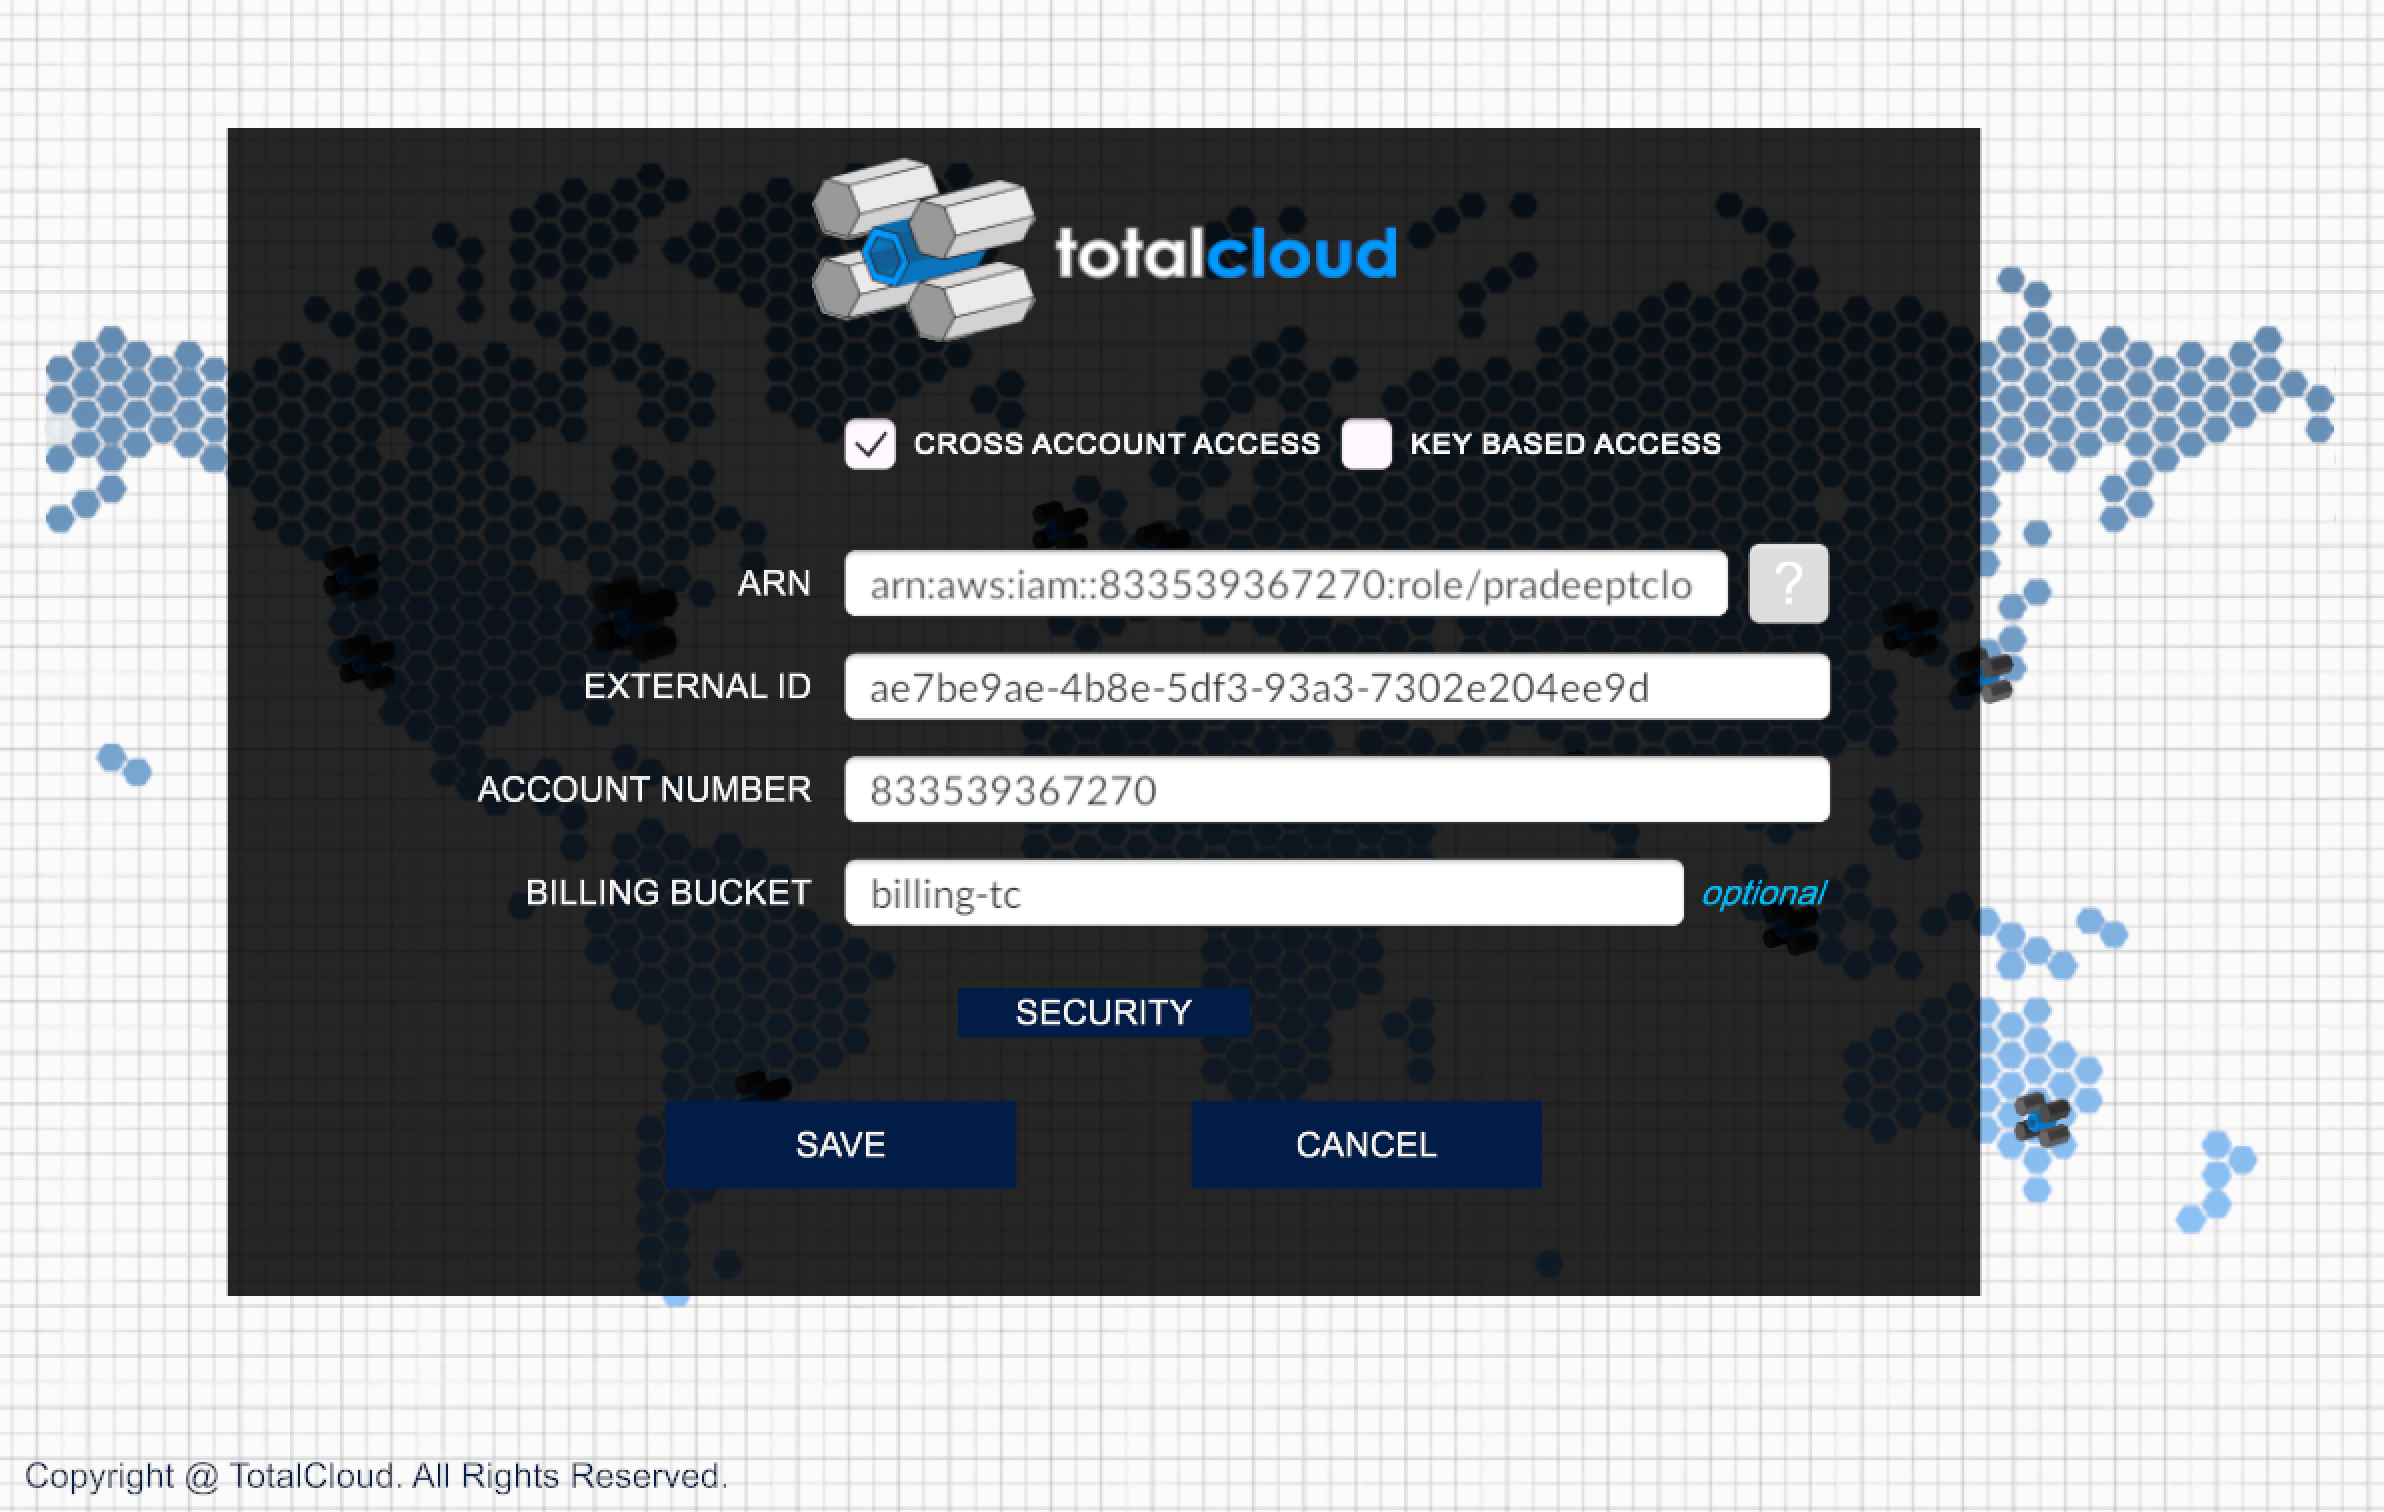 totalcloud
CROSS ACCOUNT ACCESS KEY BASED ACCESS
ARN arn:aws:iam::833539367270:role/pradeeptclo ?
EXTERNAL ID ae7be9ae-4b8e-5df3-93a3-7302e204ee9d
ACCOUNT NUMBER 833539367270
BILLING BUCKET billing-tc optional
SECURITY
SAVE CANCEL
Copyright @ TotalCloud. All Rights Reserved.